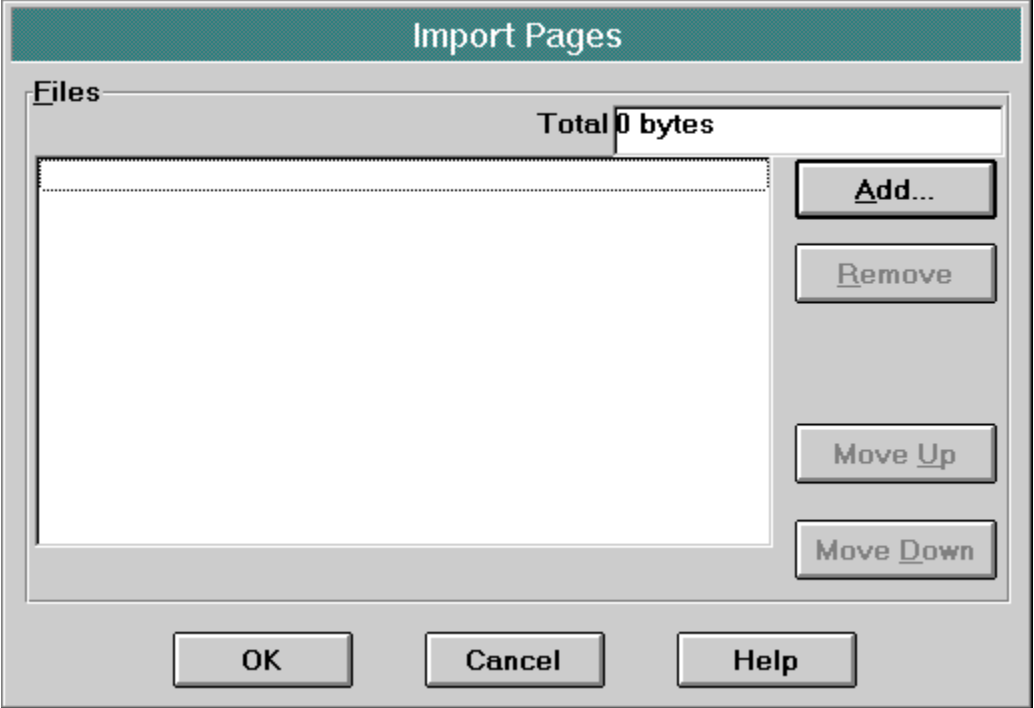 Import Pages
Files
Total 0 bytes
Add...
Remove
Move Up
Move Down
OK Cancel Help